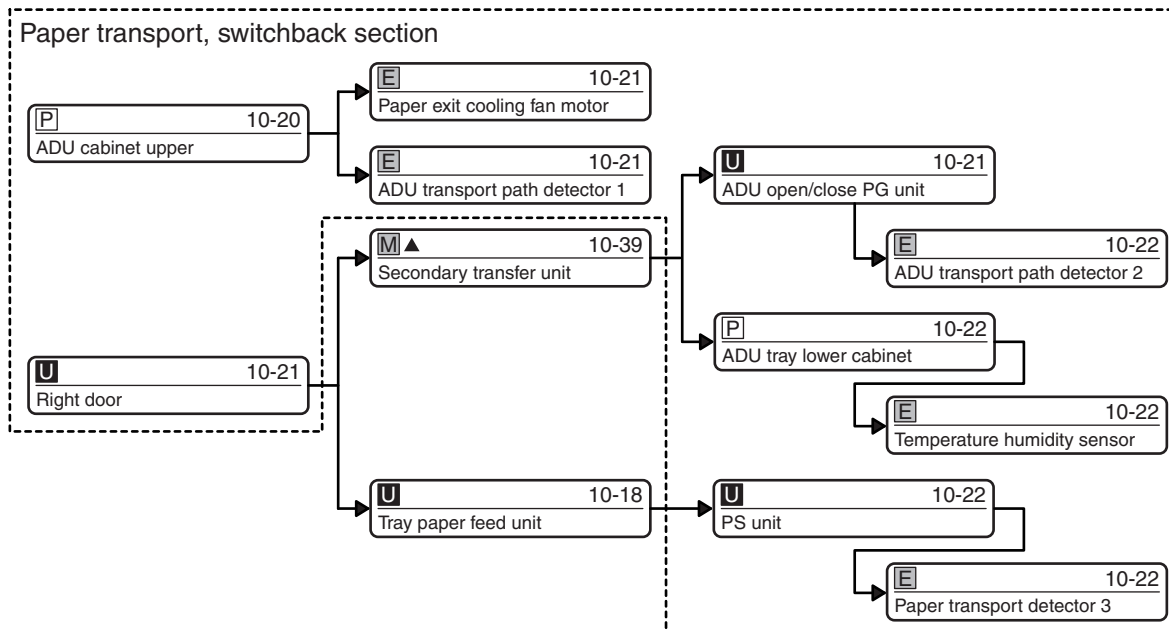 Paper transport, switchback section
E 10-21
Paper exit cooling fan motor
P 10-20
ADU cabinet upper
E 10-21
ADU transport path detector 1
U 10-21
ADU open/close PG unit
M ▲ 10-39
Secondary transfer unit
E 10-22
ADU transport path detector 2
P 10-22
ADU tray lower cabinet
U 10-21
Right door
E 10-22
Temperature humidity sensor
U 10-18
Tray paper feed unit
U 10-22
PS unit
E 10-22
Paper transport detector 3